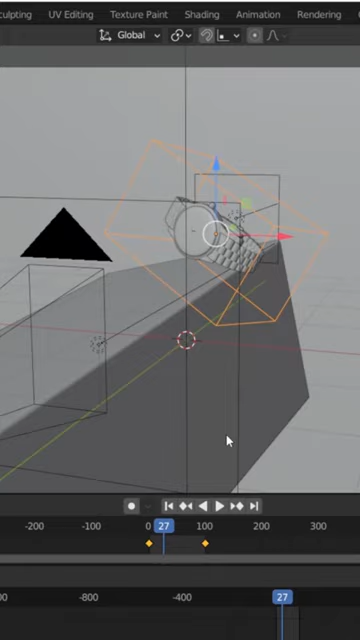 culpting UV Editing Texture Paint Shading Animation Rendering
Global
-200 -100 0 27 100 200 300
-800 -400 27